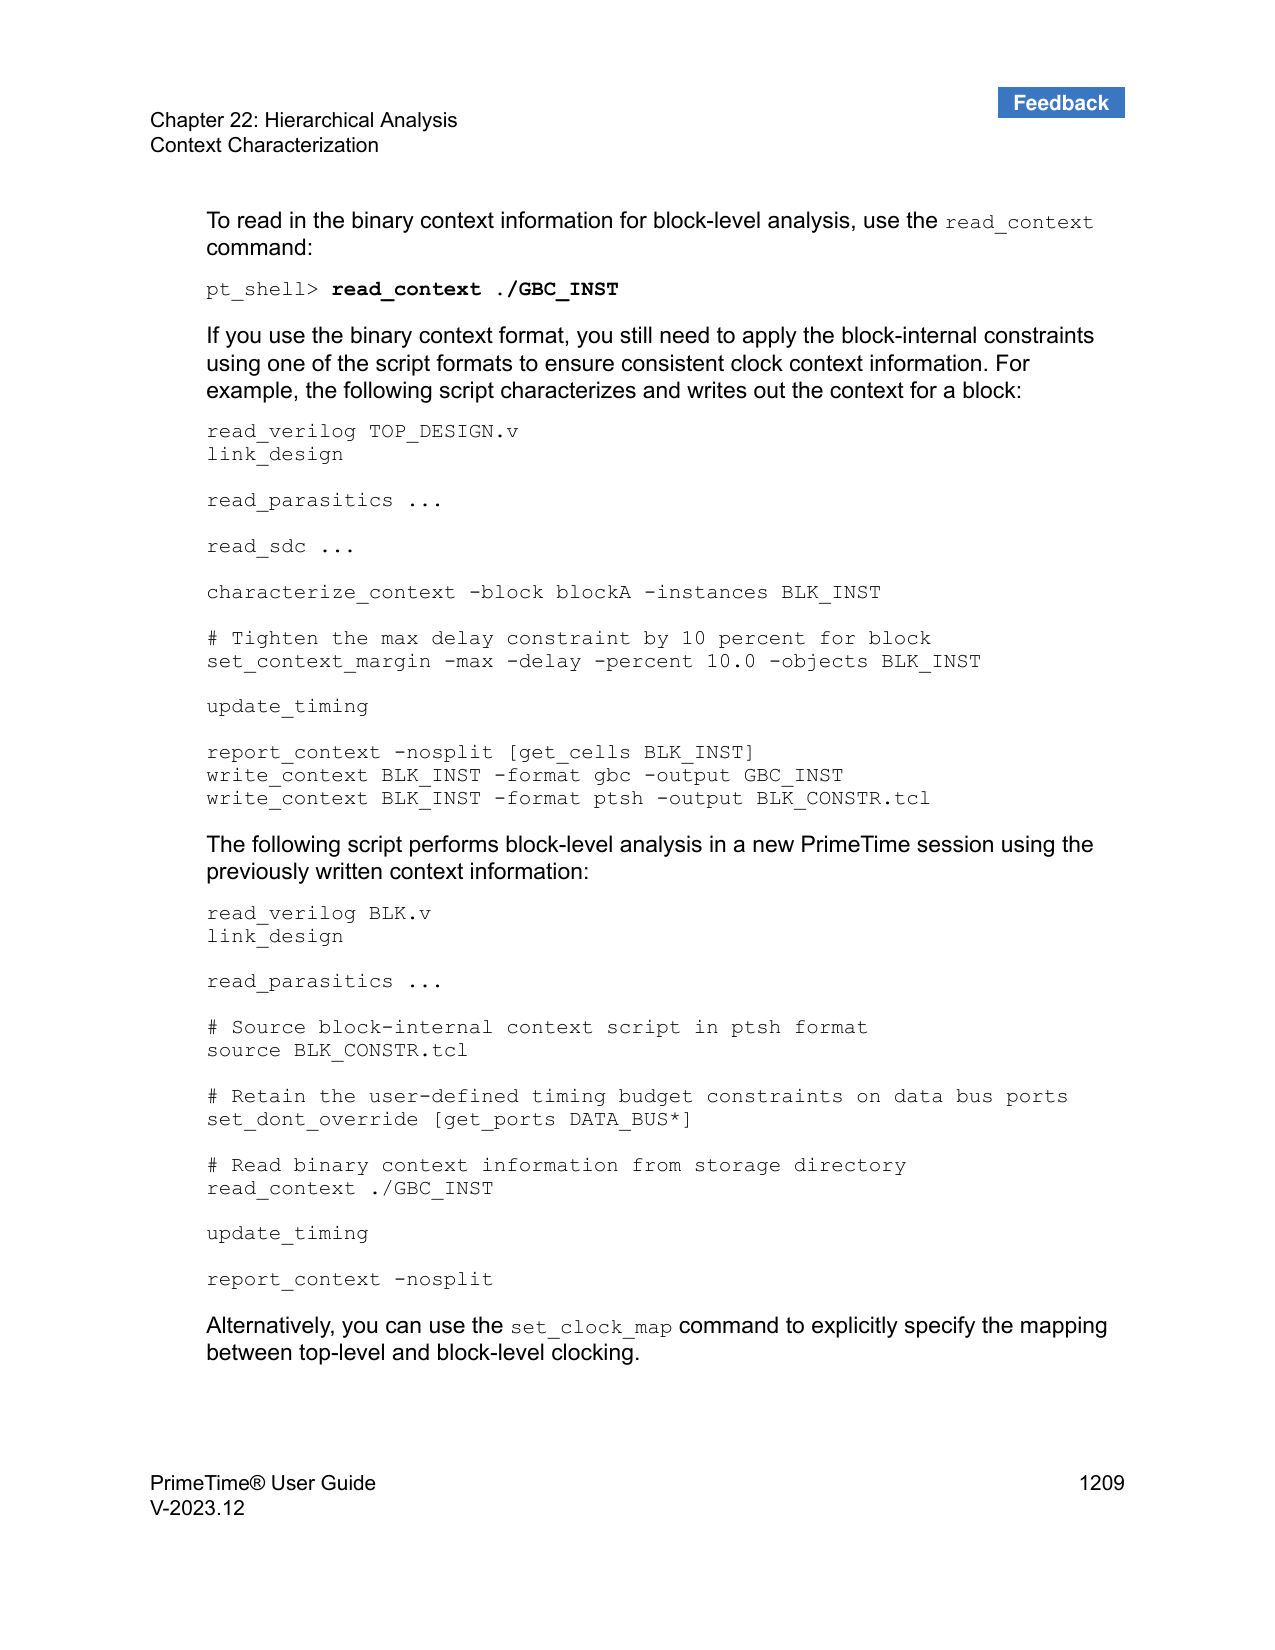 Feedback
Chapter 22: Hierarchical Analysis
Context Characterization
To read in the binary context information for block-level analysis, use the read_context
command:
pt_shell> read_context ./GBC_INST
If you use the binary context format, you still need to apply the block-internal constraints
using one of the script formats to ensure consistent clock context information. For
example, the following script characterizes and writes out the context for a block:
read_verilog TOP_DESIGN.v
link_design
read_parasitics ...
read_sdc ...
characterize_context -block blockA -instances BLK_INST
# Tighten the max delay constraint by 10 percent for block
set_context_margin -max -delay -percent 10.0 -objects BLK_INST
update_timing
report_context -nosplit [get_cells BLK_INST]
write_context BLK_INST -format gbc -output GBC_INST
write_context BLK_INST -format ptsh -output BLK_CONSTR.tcl
The following script performs block-level analysis in a new PrimeTime session using the
previously written context information:
read_verilog BLK.v
link_design
read_parasitics ...
# Source block-internal context script in ptsh format
source BLK_CONSTR.tcl
# Retain the user-defined timing budget constraints on data bus ports
set_dont_override [get_ports DATA_BUS*]
# Read binary context information from storage directory
read_context ./GBC_INST
update_timing
report_context -nosplit
Alternatively, you can use the set_clock_map command to explicitly specify the mapping
between top-level and block-level clocking.
PrimeTime® User Guide
V-2023.12
1209